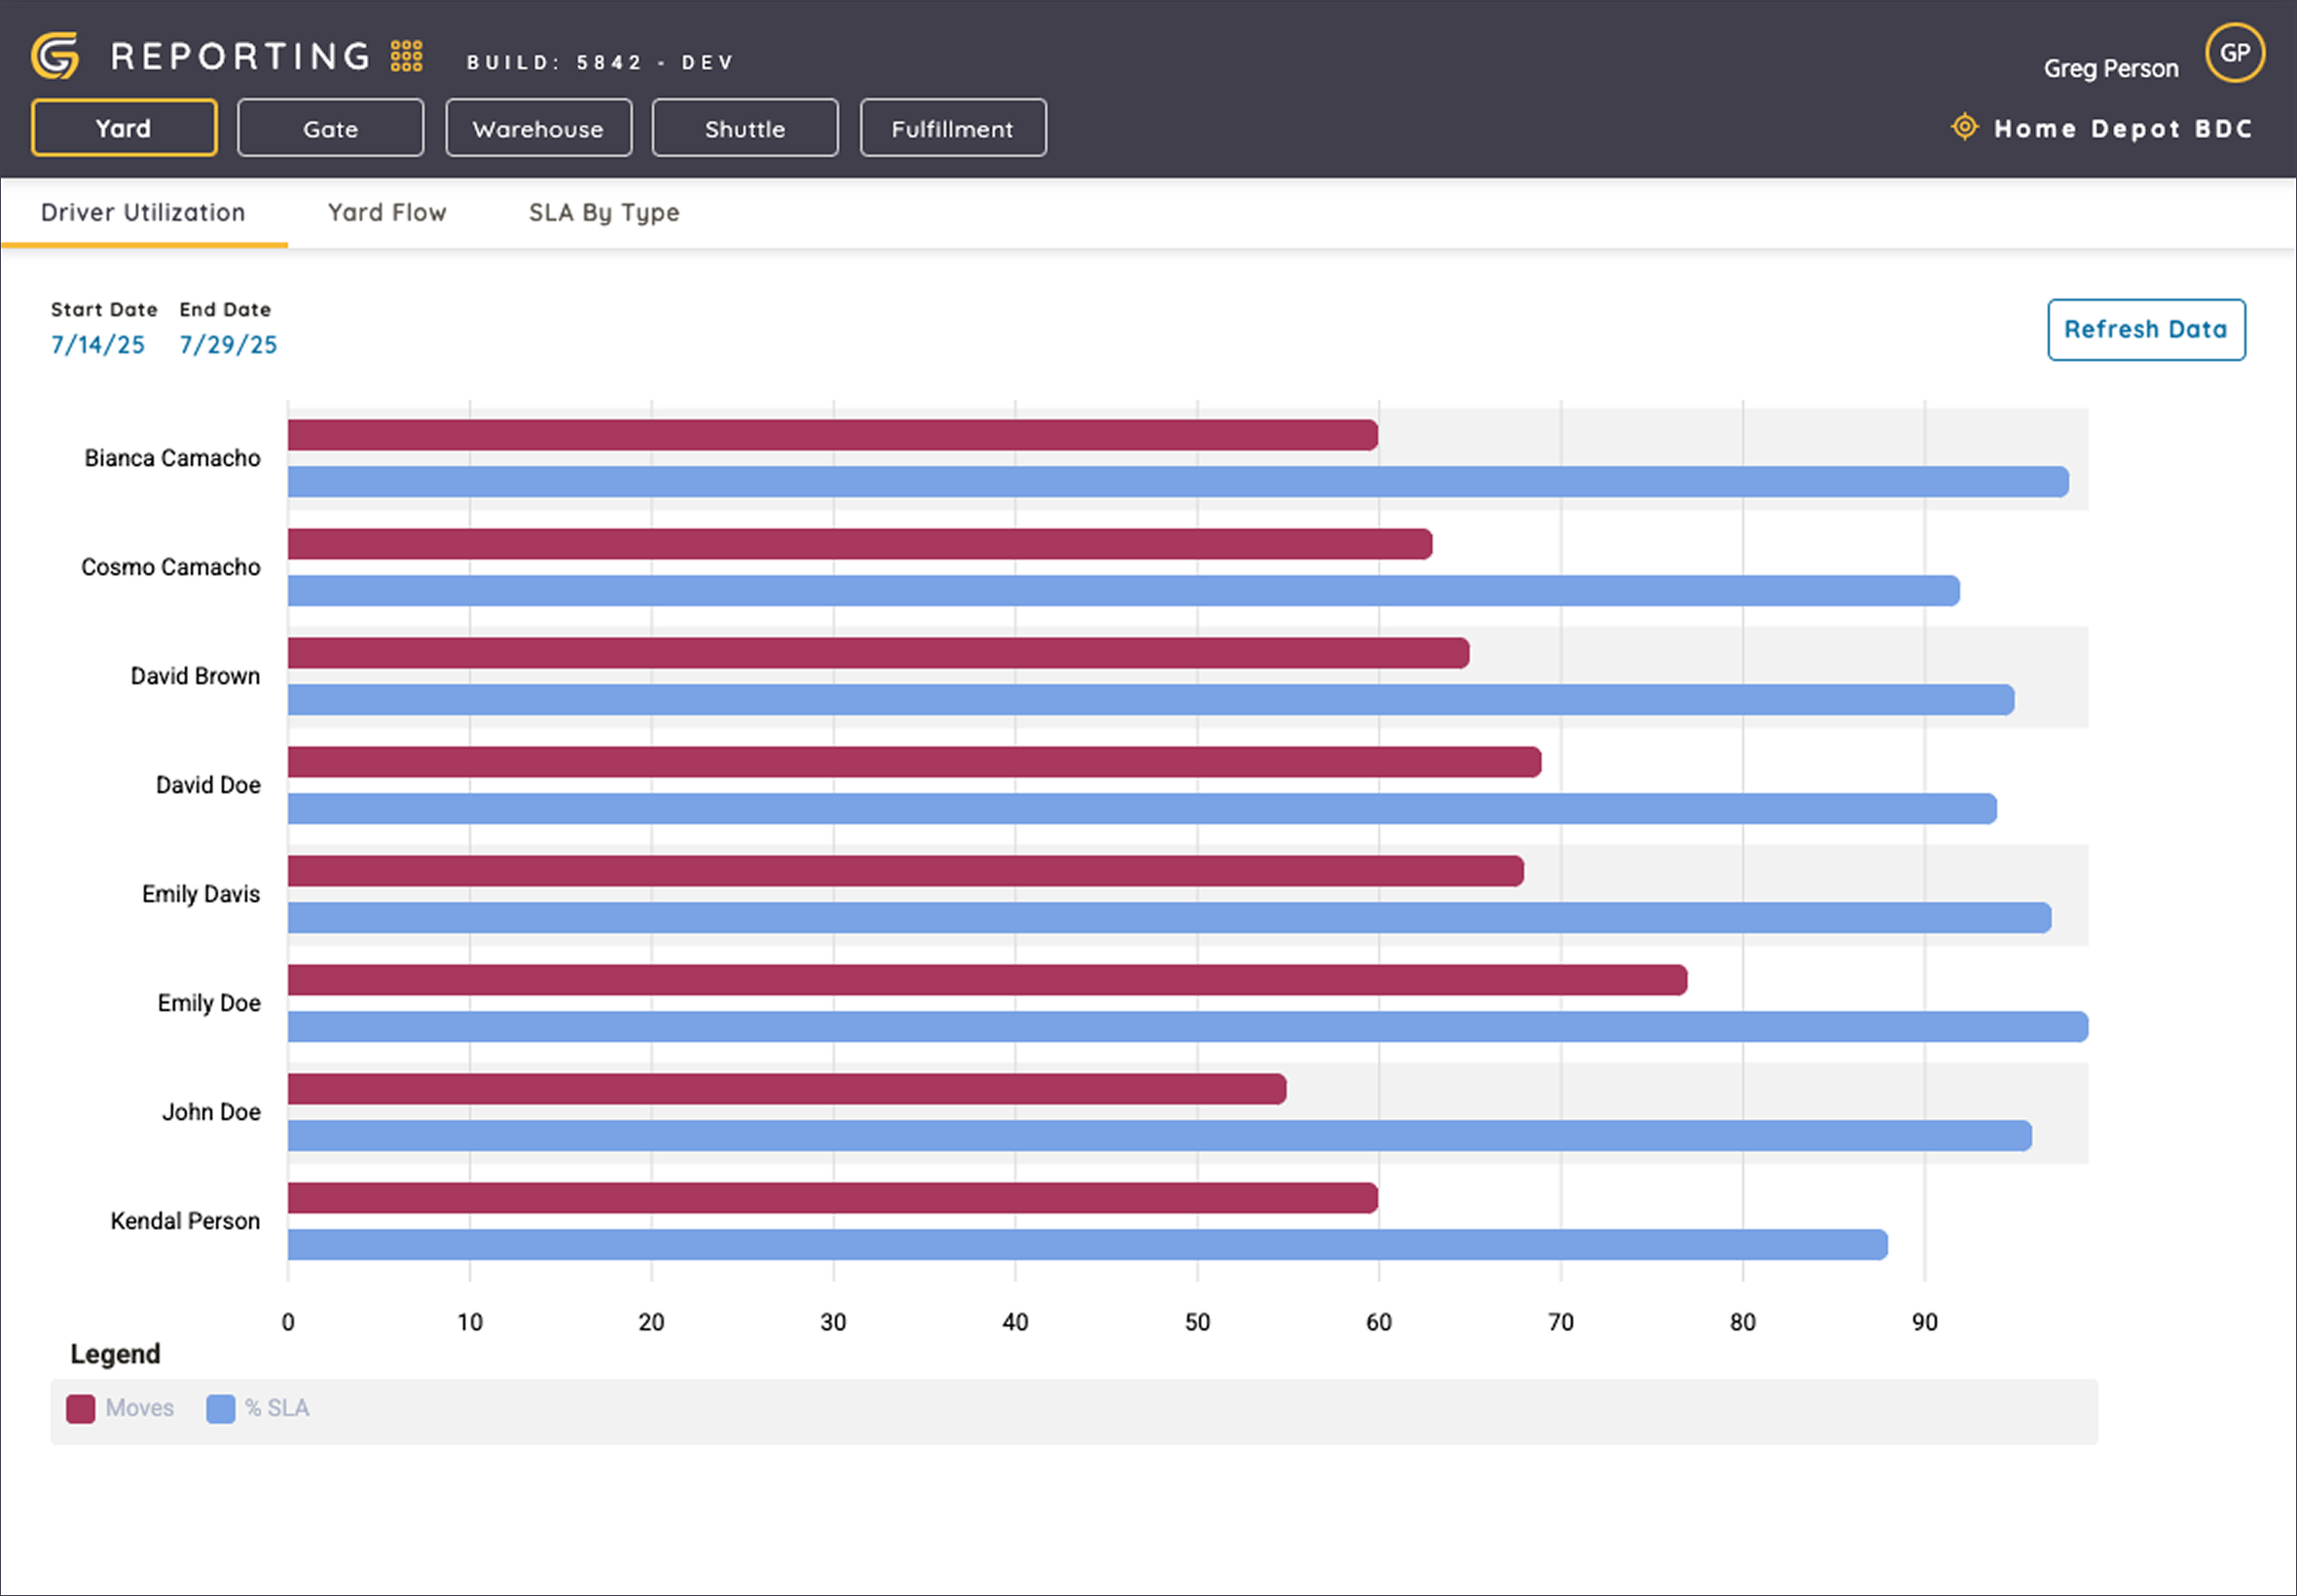 REPORTING BUILD: 5842 - DEV
Greg Person GP
Yard Gate Warehouse Shuttle Fulfillment
Home Depot BDC
Driver Utilization Yard Flow SLA By Type
Start Date End Date
7/14/25 7/29/25
Refresh Data
Bianca Camacho
Cosmo Camacho
David Brown
David Doe
Emily Davis
Emily Doe
John Doe
Kendal Person
0 10 20 30 40 50 60 70 80 90
Legend
Moves % SLA